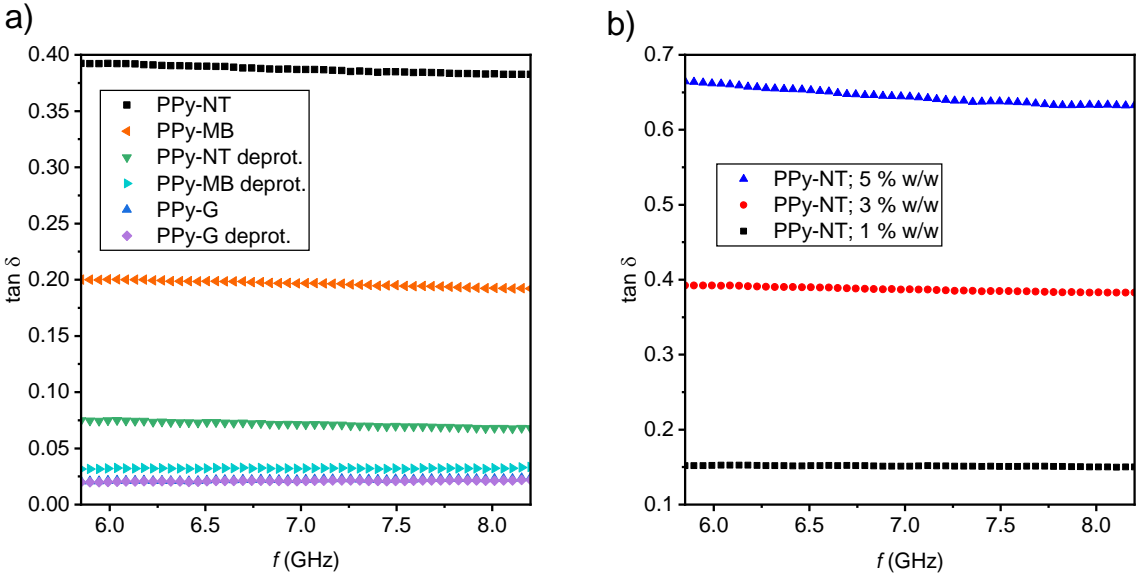 a)
0.40
0.35
0.30
0.25
0.20
0.15
0.10
0.05
0.00
tan δ
PPy-NT
PPy-MB
PPy-NT deprot.
PPy-MB deprot.
PPy-G
PPy-G deprot.
6.0 6.5 7.0 7.5 8.0
f (GHz)
b)
0.7
0.6
0.5
0.4
0.3
0.2
0.1
tan δ
PPy-NT; 5 % w/w
PPy-NT; 3 % w/w
PPy-NT; 1 % w/w
6.0 6.5 7.0 7.5 8.0
f (GHz)